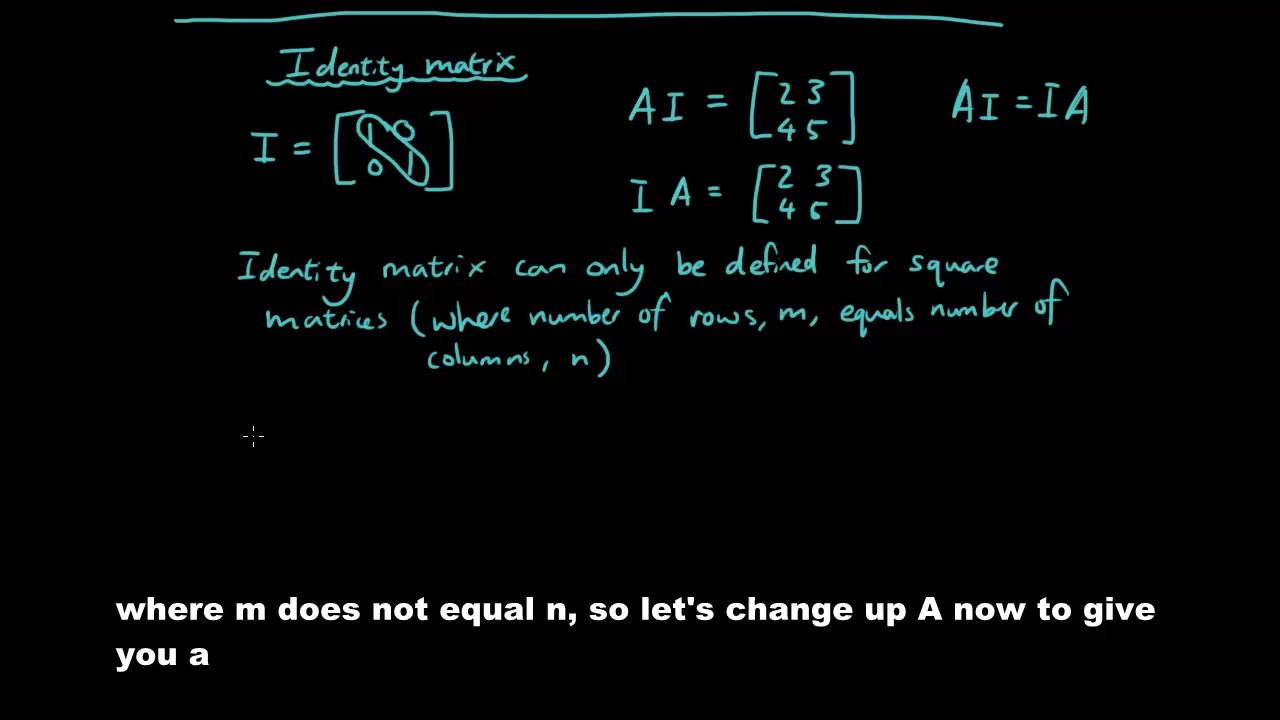 Identity matrix
I = [1 0
0 1]
AI = [2 3
4 5]
AI = IA
IA = [2 3
4 5]
Identity matrix can only be defined for square
matrices (where number of rows, m, equals number of
columns, n)
where m does not equal n, so let's change up A now to give
you a